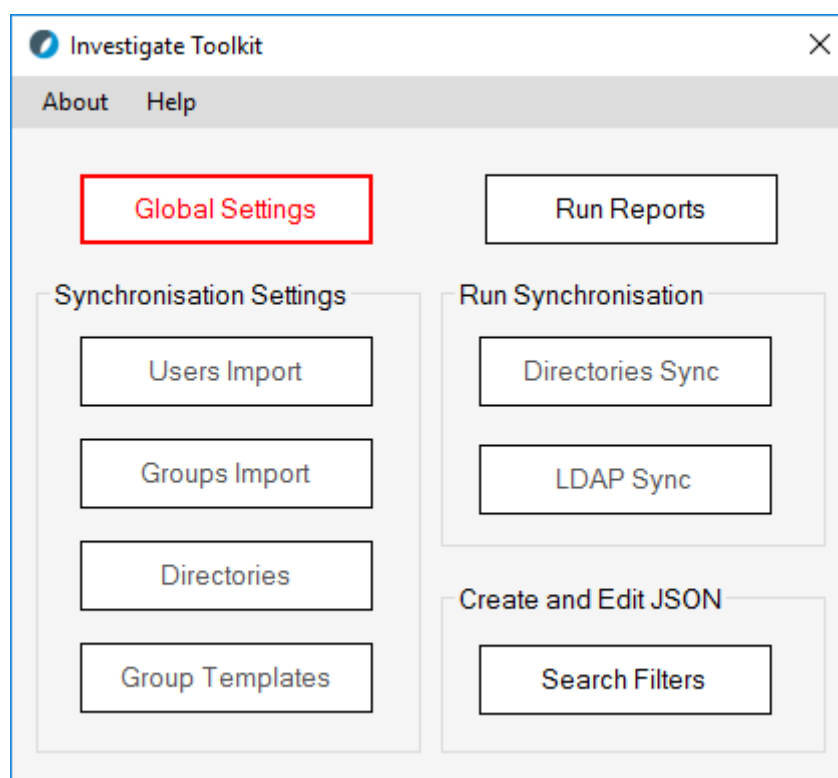 Investigate Toolkit
About Help
Global Settings
Run Reports
Synchronisation Settings
Users Import
Groups Import
Directories
Group Templates
Run Synchronisation
Directories Sync
LDAP Sync
Create and Edit JSON
Search Filters